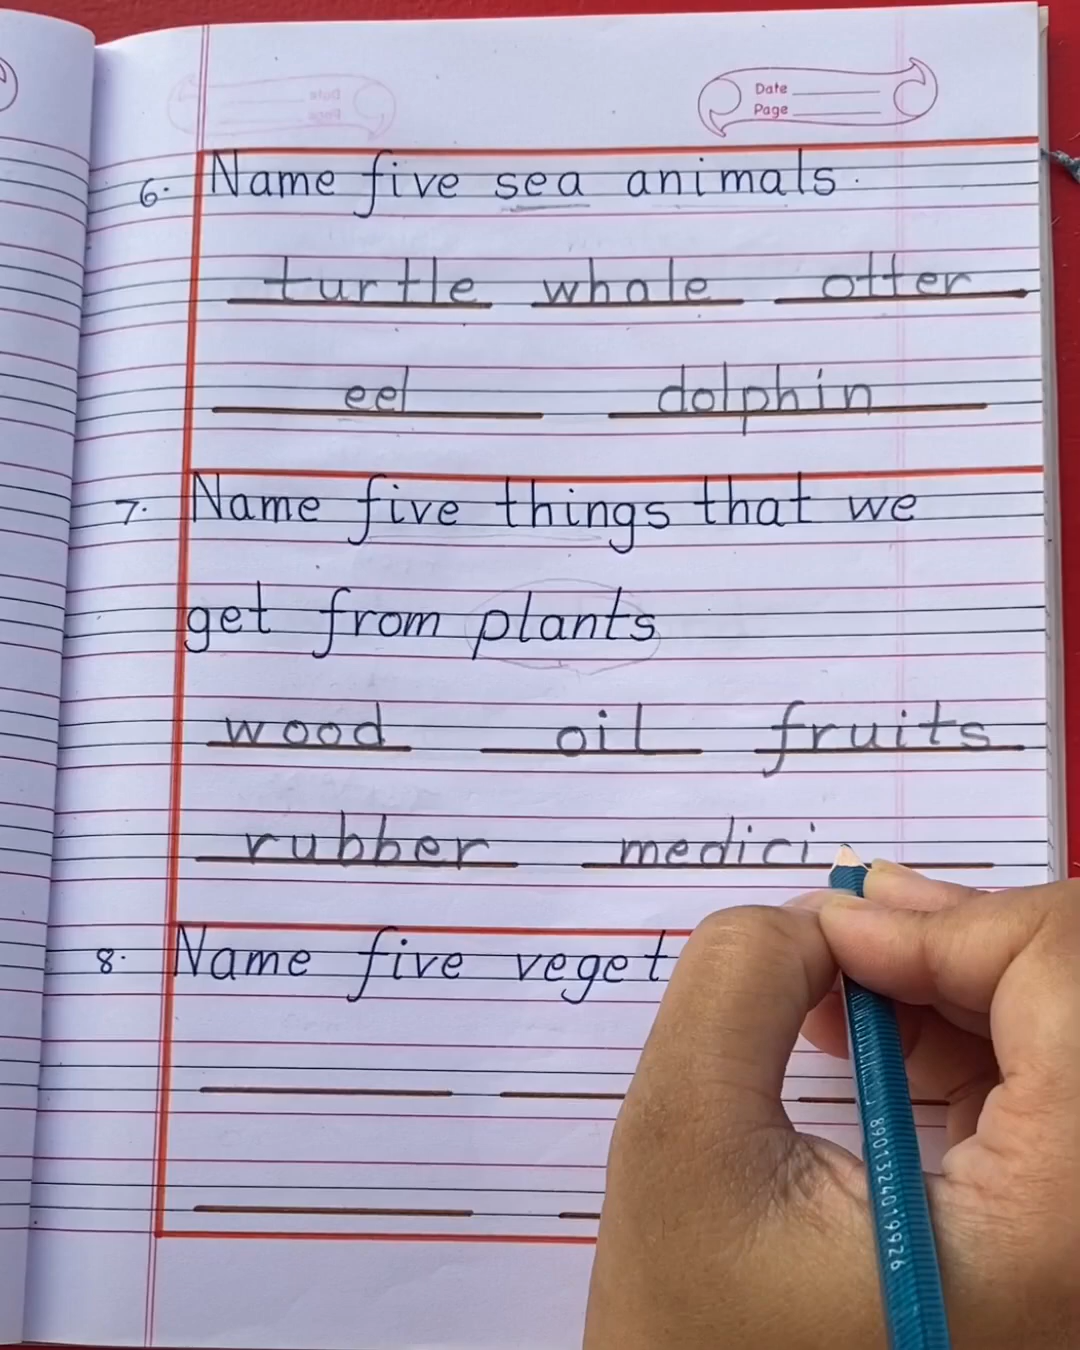 Date
Page
6. Name five sea animals.
turtle whale otter
eel dolphin
7. Name five things that we
get from plants
wood oil fruits
rubber medici
8. Name five veget
8901324019926